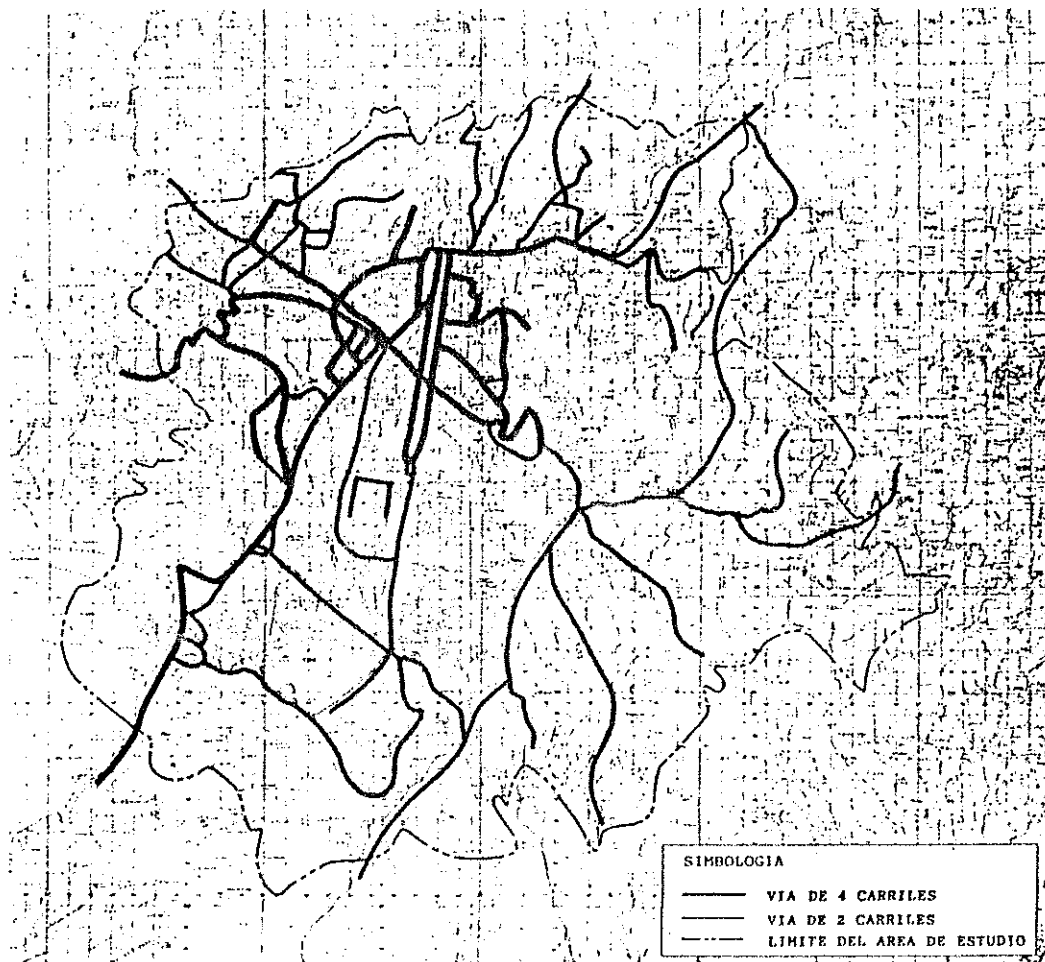 SIMBOLOGIA
VIA DE 4 CARRILES
VIA DE 2 CARRILES
LIMITE DEL AREA DE ESTUDIO